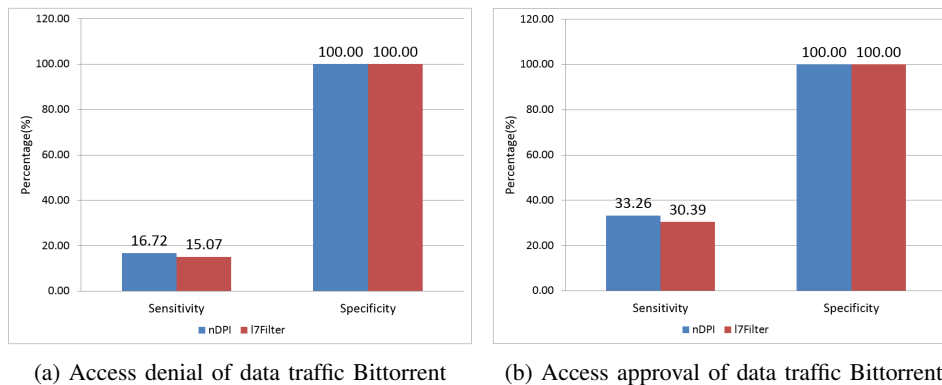 120.00
100.00
80.00
60.00
40.00
20.00
0.00
Percentage(%)
16.72
15.07
100.00 100.00
Sensitivity
Specificity
nDPI l7Filter
(a) Access denial of data traffic Bittorrent
120.00
100.00
80.00
60.00
40.00
20.00
0.00
Percentage(%)
33.26
30.39
100.00 100.00
Sensitivity
Specificity
nDPI l7Filter
(b) Access approval of data traffic Bittorrent